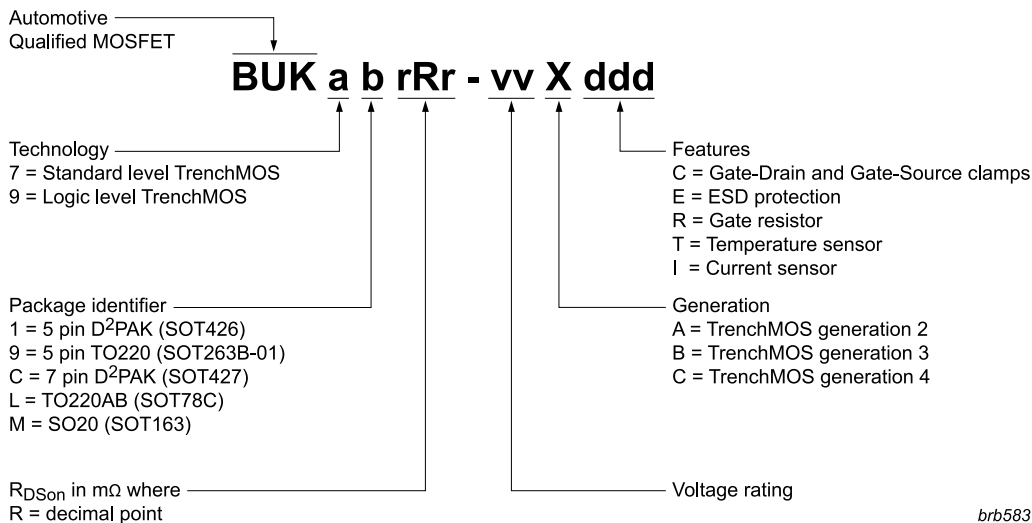 Automotive
Qualified MOSFET
BUK a b rRr - vv X ddd
Technology
7 = Standard level TrenchMOS
9 = Logic level TrenchMOS
Features
C = Gate-Drain and Gate-Source clamps
E = ESD protection
R = Gate resistor
T = Temperature sensor
I = Current sensor
Package identifier
1 = 5 pin D²PAK (SOT426)
9 = 5 pin TO220 (SOT263B-01)
C = 7 pin D²PAK (SOT427)
L = TO220AB (SOT78C)
M = SO20 (SOT163)
Generation
A = TrenchMOS generation 2
B = TrenchMOS generation 3
C = TrenchMOS generation 4
RDSon in mΩ where
R = decimal point
Voltage rating
brb583